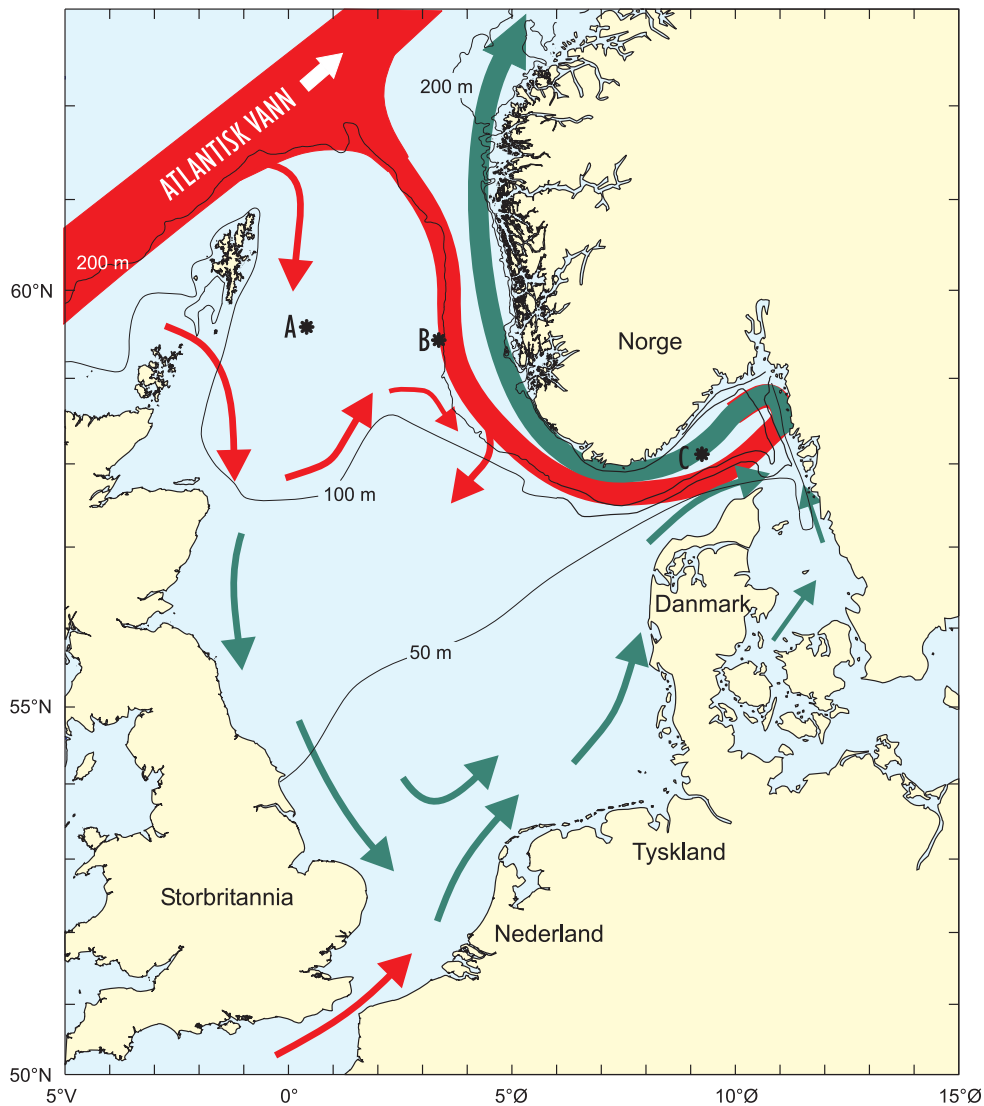 200 m
ATLANTISK VANN
200 m
60°N
A
B
Norge
C
100 m
Danmark
50 m
55°N
Tyskland
Storbritannia
Nederland
50°N
5°V
0°
5°Ø
10°Ø
15°Ø